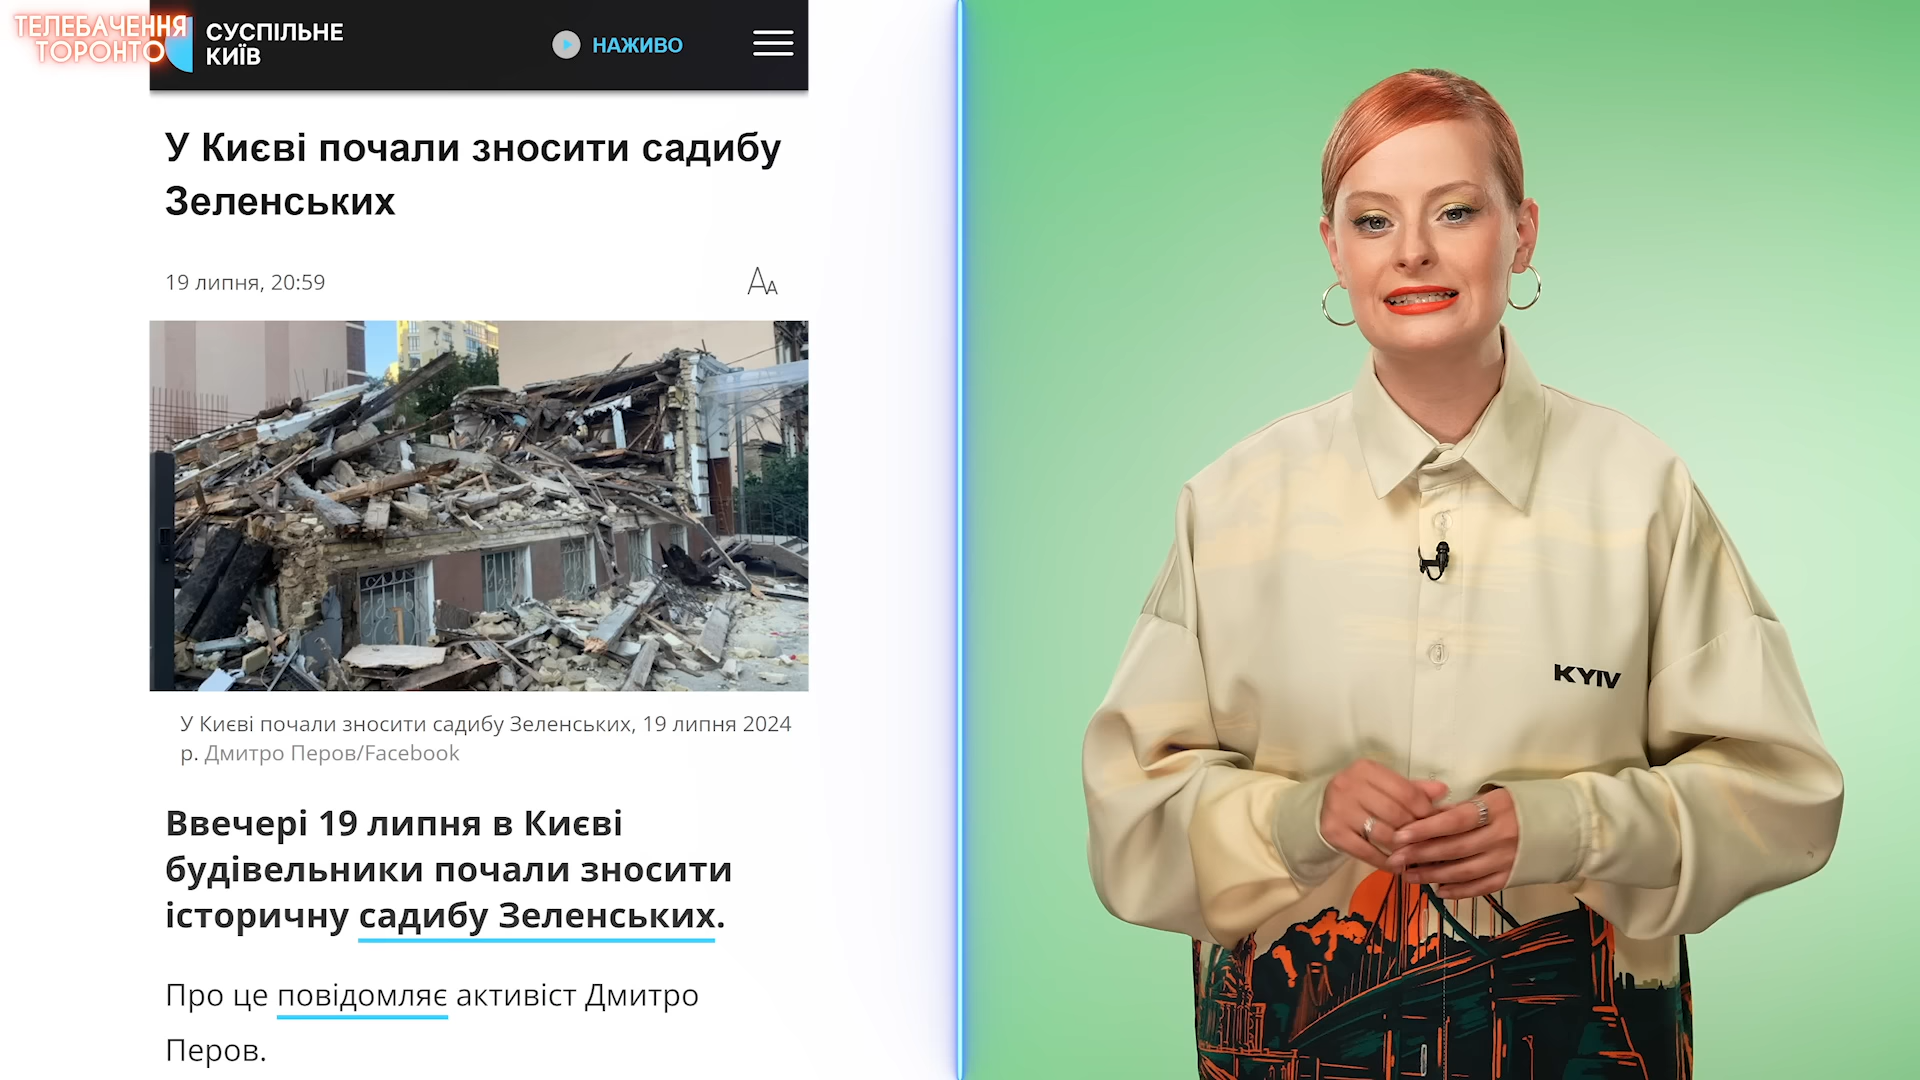 ТЕЛЕБАЧЕННЯ
ТОРОНТО
СУСПІЛЬНЕ
КИЇВ
НАЖИВО
У Києві почали зносити садибу
Зеленських
19 липня, 20:59
AA
У Києві почали зносити садибу Зеленських, 19 липня 2024
р. Дмитро Перов/Facebook
Ввечері 19 липня в Києві
будівельники почали зносити
історичну садибу Зеленських.
Про це повідомляє активіст Дмитро
Перов.
KYIV